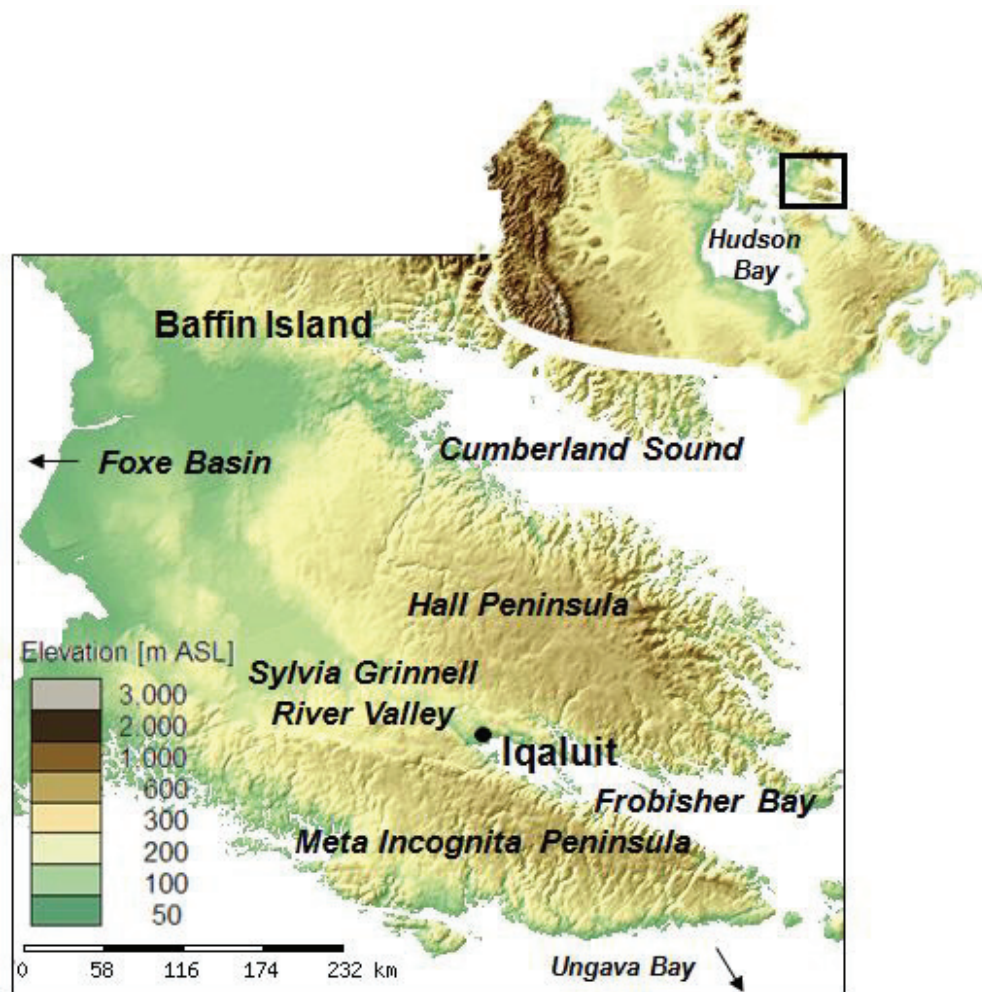 Hudson
Bay
Baffin Island
Cumberland Sound
Foxe Basin
Hall Peninsula
Elevation [m ASL]
3,000
2,000
1,000
600
300
200
100
50
Sylvia Grinnell
River Valley
Iqaluit
Frobisher Bay
Meta Incognita Peninsula
0 58 116 174 232 km
Ungava Bay